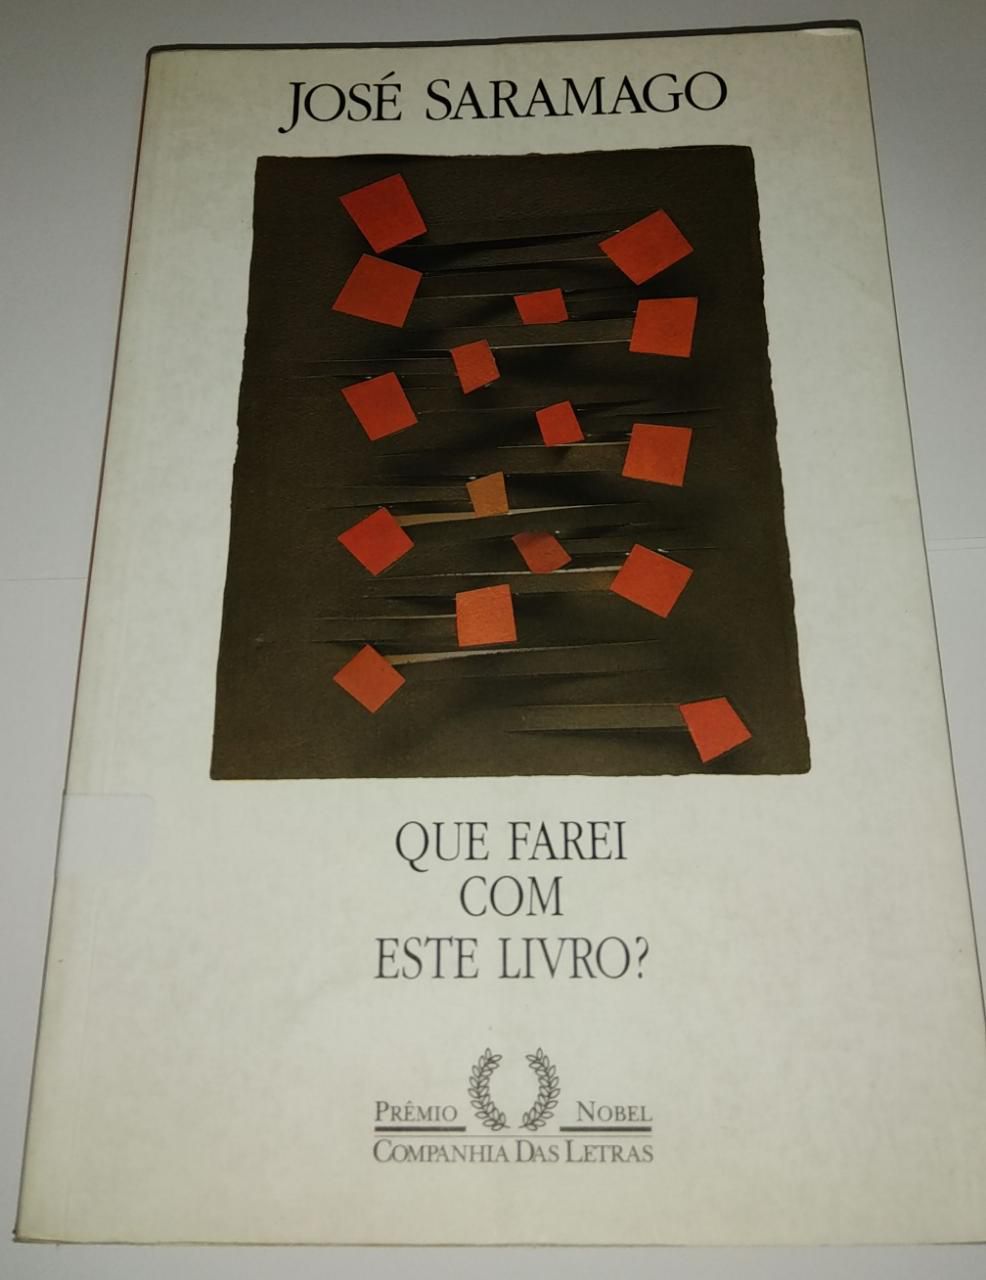 JOSÉ SARAMAGO
QUE FAREI
COM
ESTE LIVRO?
PRÊMIO NOBEL
COMPANHIA DAS LETRAS